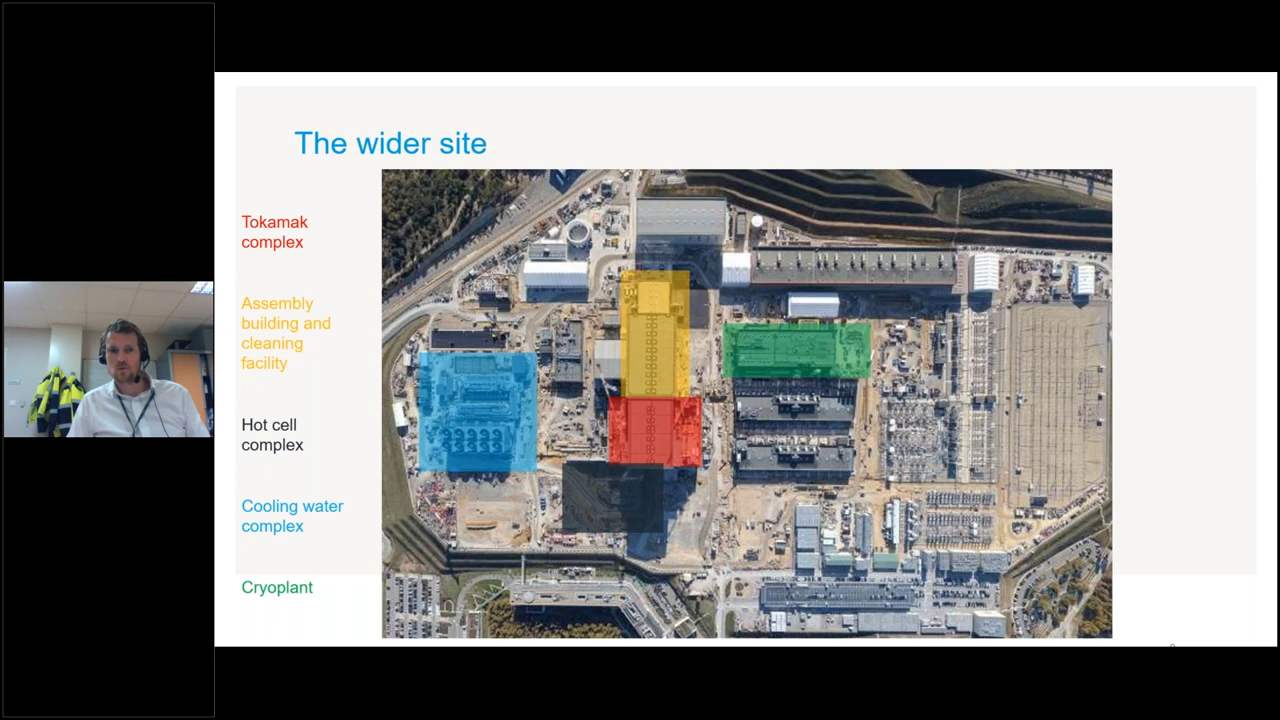 The wider site
Tokamak
complex
Assembly
building and
cleaning
facility
Hot cell
complex
Cooling water
complex
Cryoplant